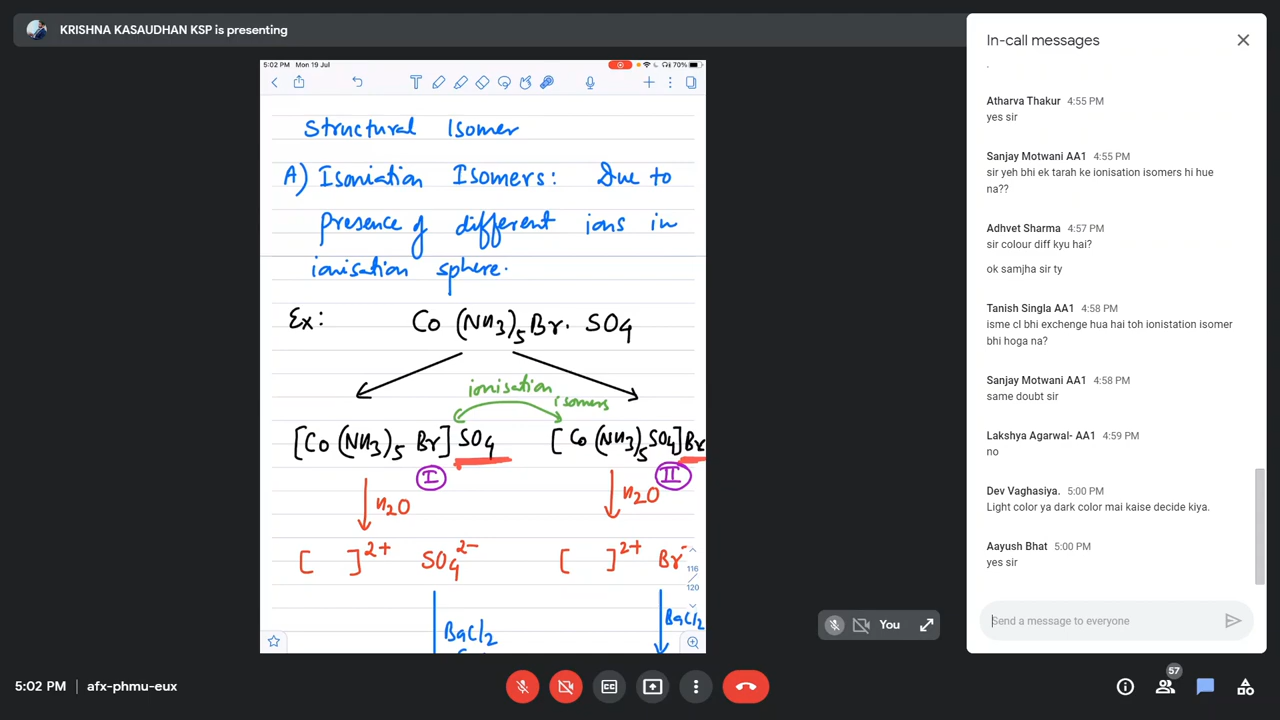 KRISHNA KASAUDHAN KSP is presenting
5:02 PM Mon 19 Jul
70%
Structural Isomer
A) Isoniation Isomers: Due to
presence of different ions in
ionisation sphere.
Ex: Co (NH3)5Br. SO4
ionisation
isomers
[Co (NH3)5 Br] SO4 [Co (NH3)5SO4]Br
I II
H2O H2O
[ ]2+ SO4 2- [ ]2+ Br-
BaCl2 BaCl2
116
120
You
In-call messages
Atharva Thakur 4:55 PM
yes sir
Sanjay Motwani AA1 4:55 PM
sir yeh bhi ek tarah ke ionisation isomers hi hue
na??
Adhvet Sharma 4:57 PM
sir colour diff kyu hai?
ok samjha sir ty
Tanish Singla AA1 4:58 PM
isme cl bhi exchenge hua hai toh ionistation isomer
bhi hoga na?
Sanjay Motwani AA1 4:58 PM
same doubt sir
Lakshya Agarwal- AA1 4:59 PM
no
Dev Vaghasiya. 5:00 PM
Light color ya dark color mai kaise decide kiya.
Aayush Bhat 5:00 PM
yes sir
Send a message to everyone
5:02 PM afx-phmu-eux
57